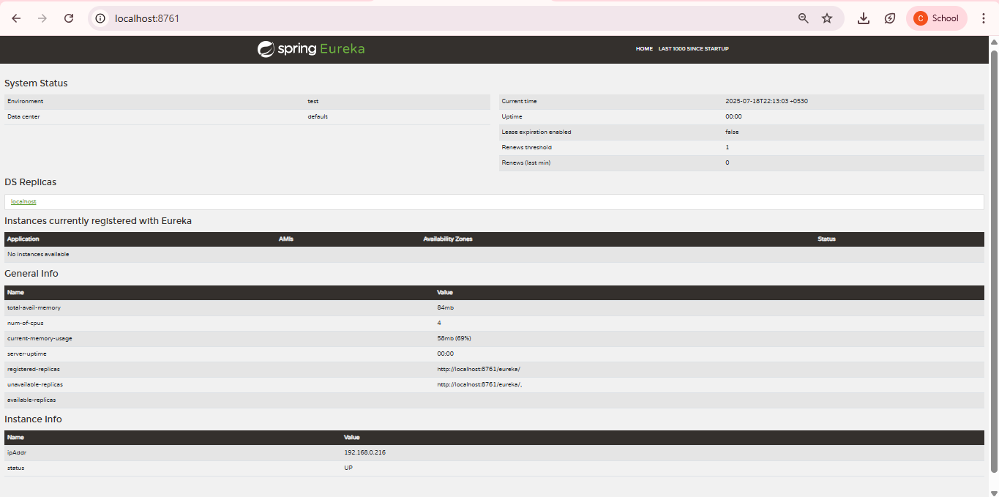 localhost:8761
C School
spring Eureka
HOME LAST 1000 SINCE STARTUP
System Status
Environment test
Data center default
Current time 2025-07-18T22:13:03 +0530
Uptime 00:00
Lease expiration enabled false
Renews threshold 1
Renews (last min) 0
DS Replicas
localhost
Instances currently registered with Eureka
Application AMIs Availability Zones Status
No instances available
General Info
Name Value
total-avail-memory 84mb
num-of-cpus 4
current-memory-usage 58mb (69%)
server-uptime 00:00
registered-replicas http://localhost:8761/eureka/
unavailable-replicas http://localhost:8761/eureka/,
available-replicas
Instance Info
Name Value
ipAddr 192.168.0.216
status UP